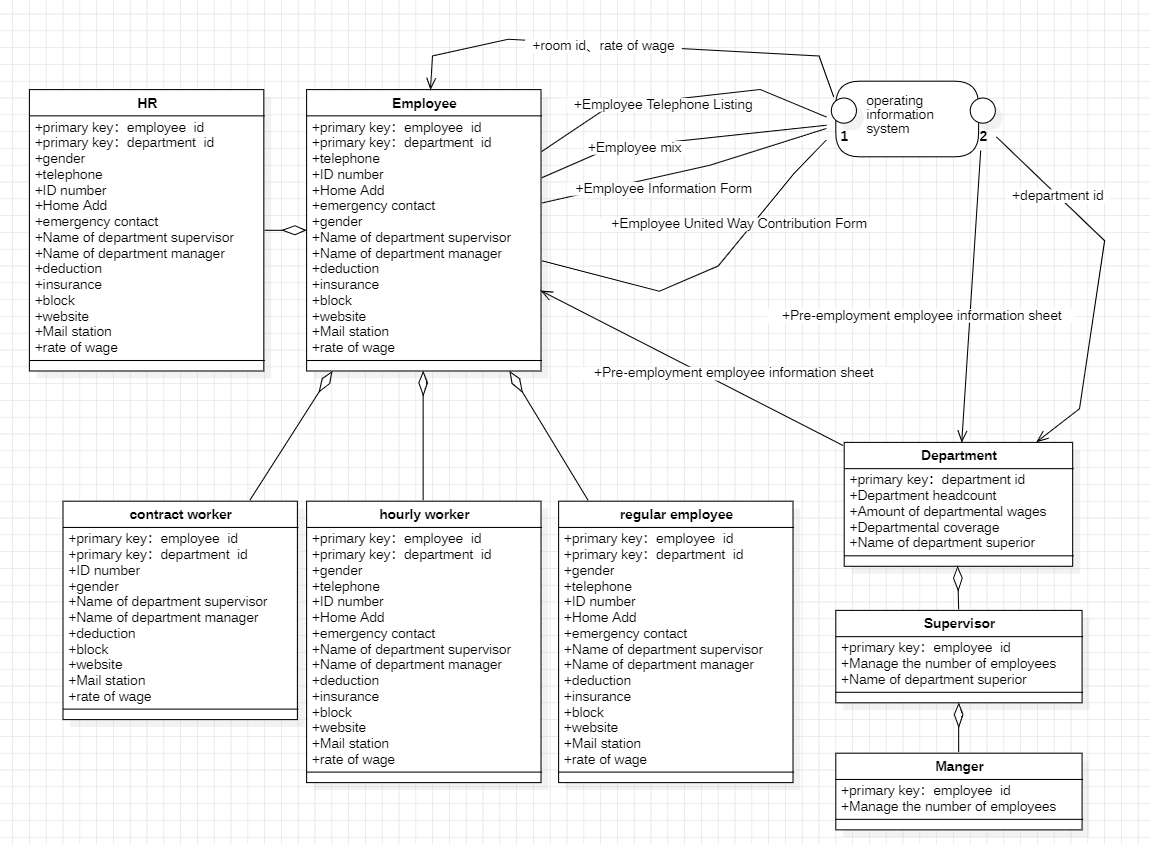 +room id、rate of wage
HR
+primary key：employee id
+primary key：department id
+gender
+telephone
+ID number
+Home Add
+emergency contact
+Name of department supervisor
+Name of department manager
+deduction
+insurance
+block
+website
+Mail station
+rate of wage
Employee
+primary key：employee id
+primary key：department id
+telephone
+ID number
+Home Add
+emergency contact
+gender
+Name of department supervisor
+Name of department manager
+deduction
+insurance
+block
+website
+Mail station
+rate of wage
+Employee Telephone Listing
+Employee mix
+Employee Information Form
+Employee United Way Contribution Form
operating
information
system
1
2
+department id
+Pre-employment employee information sheet
+Pre-employment employee information sheet
contract worker
+primary key：employee id
+primary key：department id
+ID number
+gender
+Name of department supervisor
+Name of department manager
+deduction
+block
+website
+Mail station
+rate of wage
hourly worker
+primary key：employee id
+primary key：department id
+gender
+telephone
+ID number
+Home Add
+emergency contact
+Name of department supervisor
+Name of department manager
+deduction
+insurance
+block
+website
+Mail station
+rate of wage
regular employee
+primary key：employee id
+primary key：department id
+gender
+telephone
+ID number
+Home Add
+emergency contact
+Name of department supervisor
+Name of department manager
+deduction
+insurance
+block
+website
+Mail station
+rate of wage
Department
+primary key：department id
+Department headcount
+Amount of departmental wages
+Departmental coverage
+Name of department superior
Supervisor
+primary key：employee id
+Manage the number of employees
+Name of department superior
Manger
+primary key：employee id
+Manage the number of employees